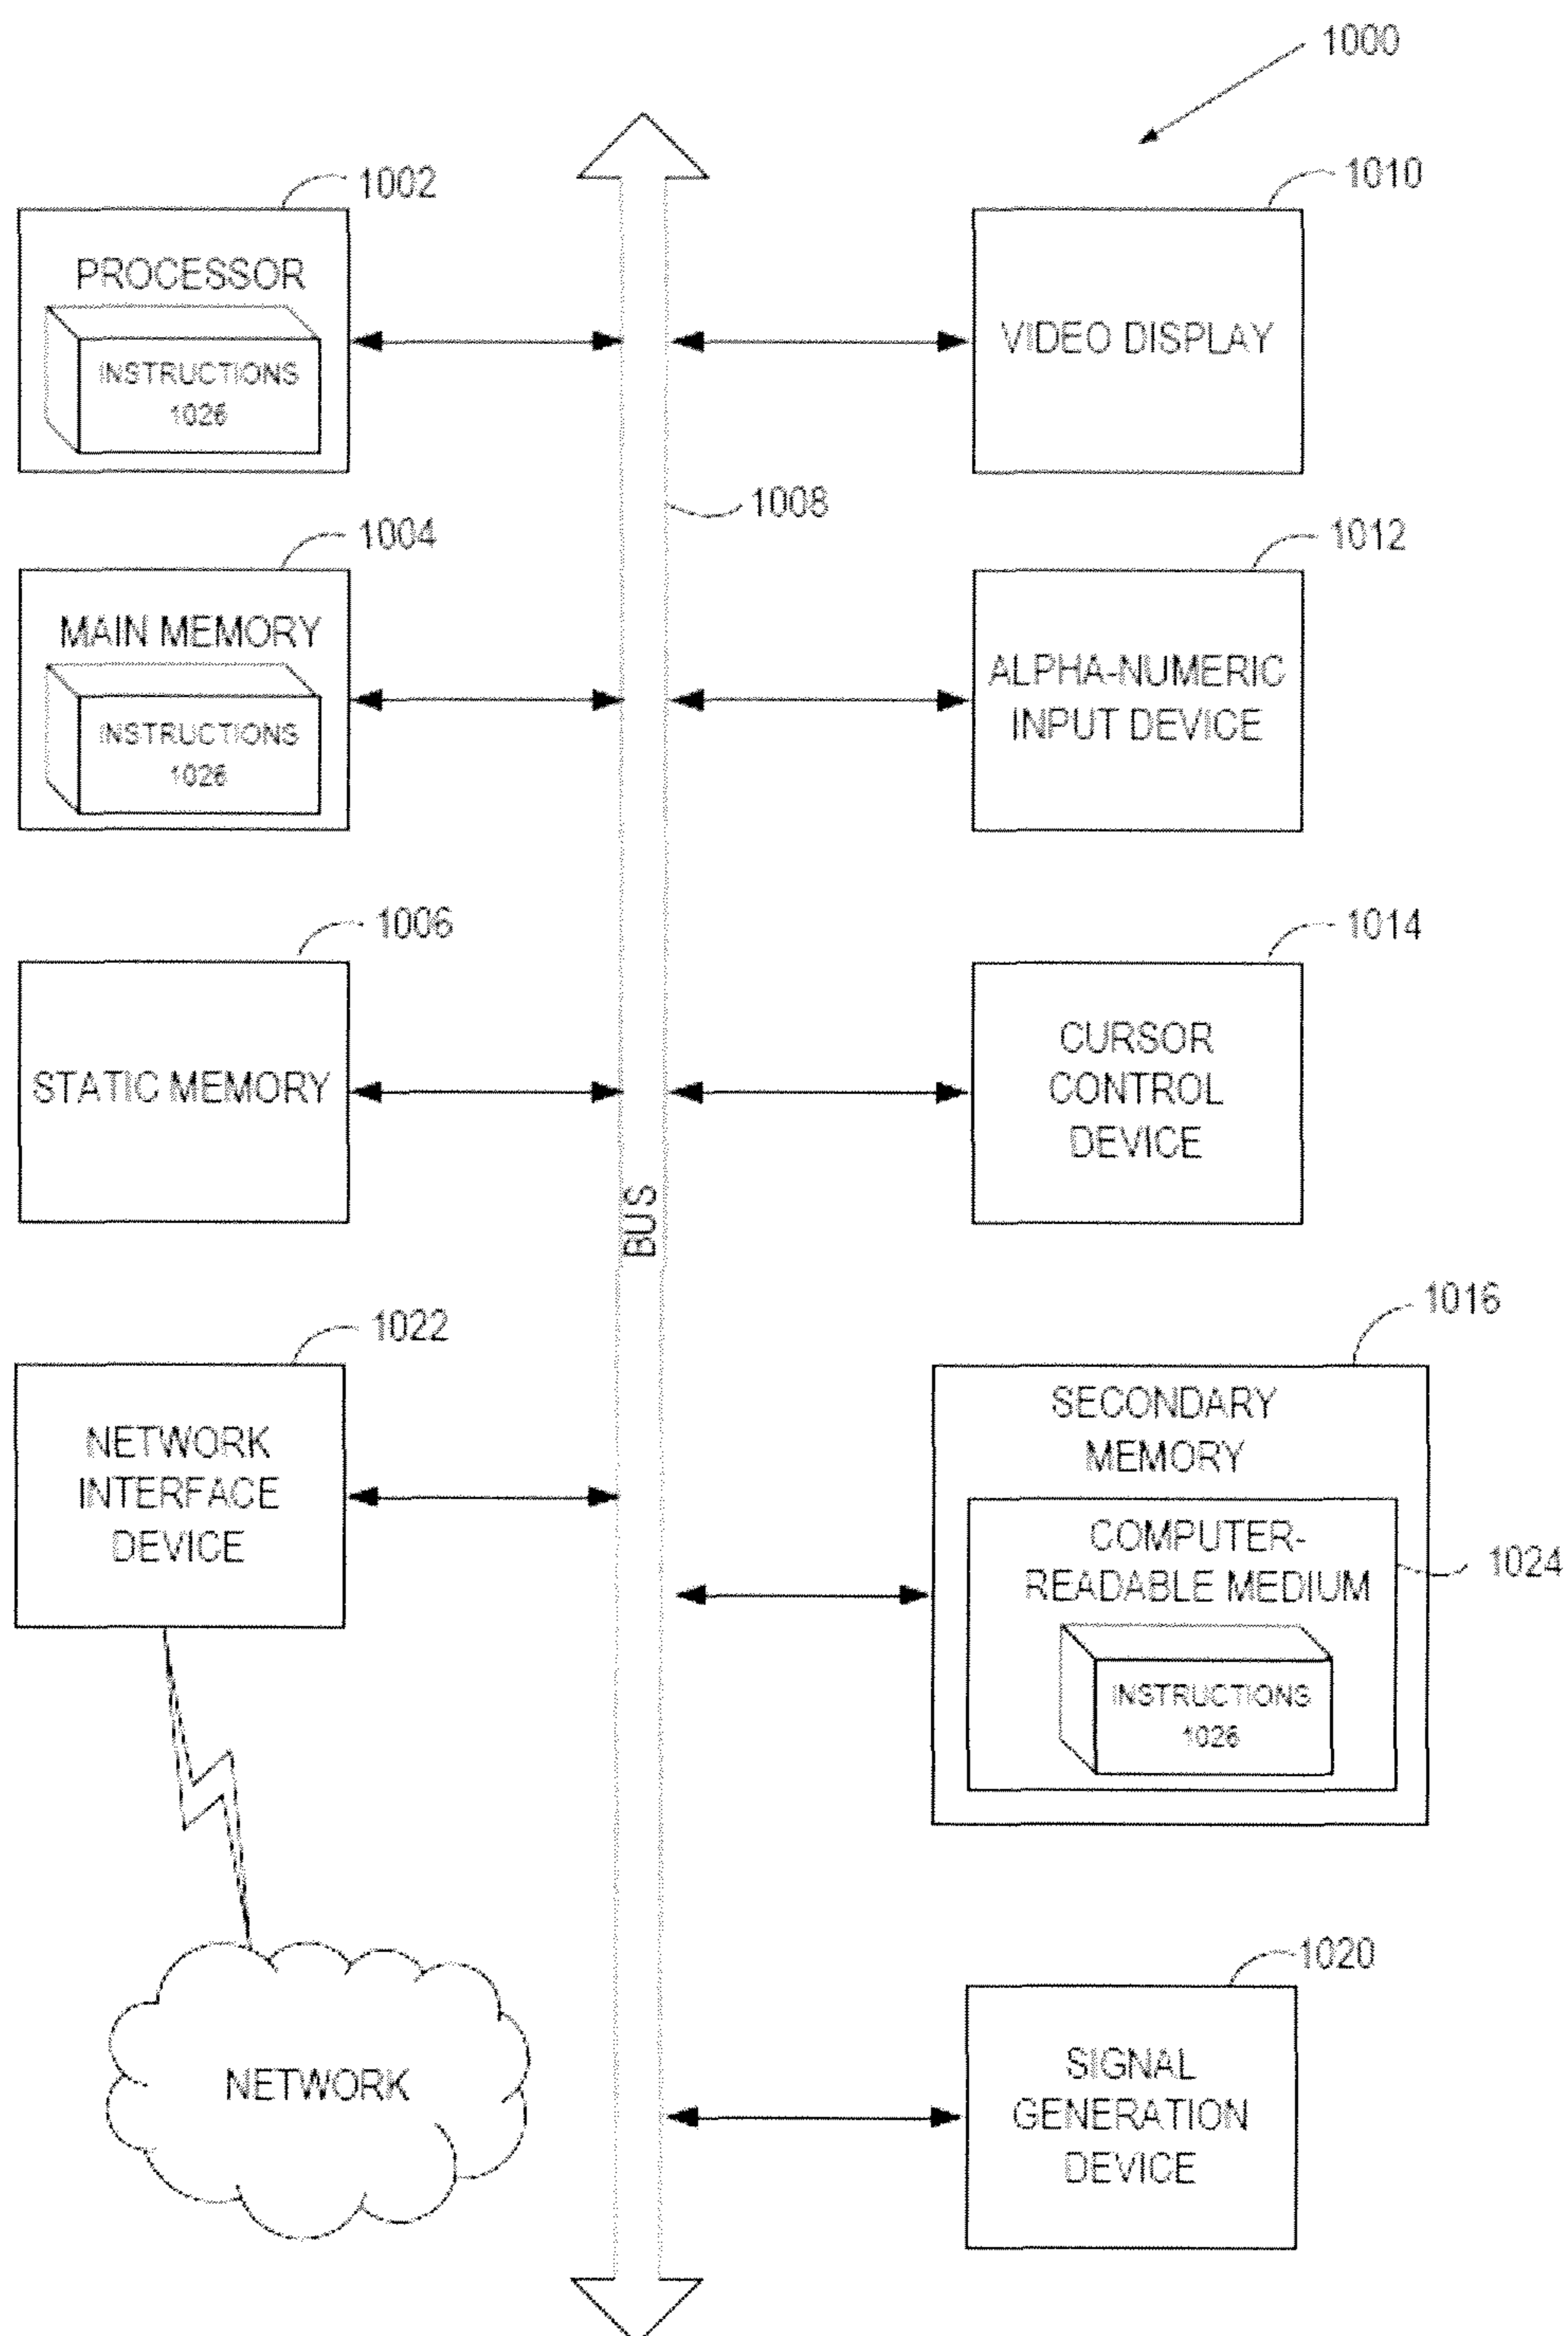 1000
1002
PROCESSOR
INSTRUCTIONS
1026
1010
VIDEO DISPLAY
1008
1004
MAIN MEMORY
INSTRUCTIONS
1026
1012
ALPHA-NUMERIC
INPUT DEVICE
1006
STATIC MEMORY
1014
CURSOR
CONTROL
DEVICE
BUS
1022
NETWORK
INTERFACE
DEVICE
1016
SECONDARY
MEMORY
COMPUTER-
READABLE MEDIUM
1024
INSTRUCTIONS
1026
NETWORK
1020
SIGNAL
GENERATION
DEVICE